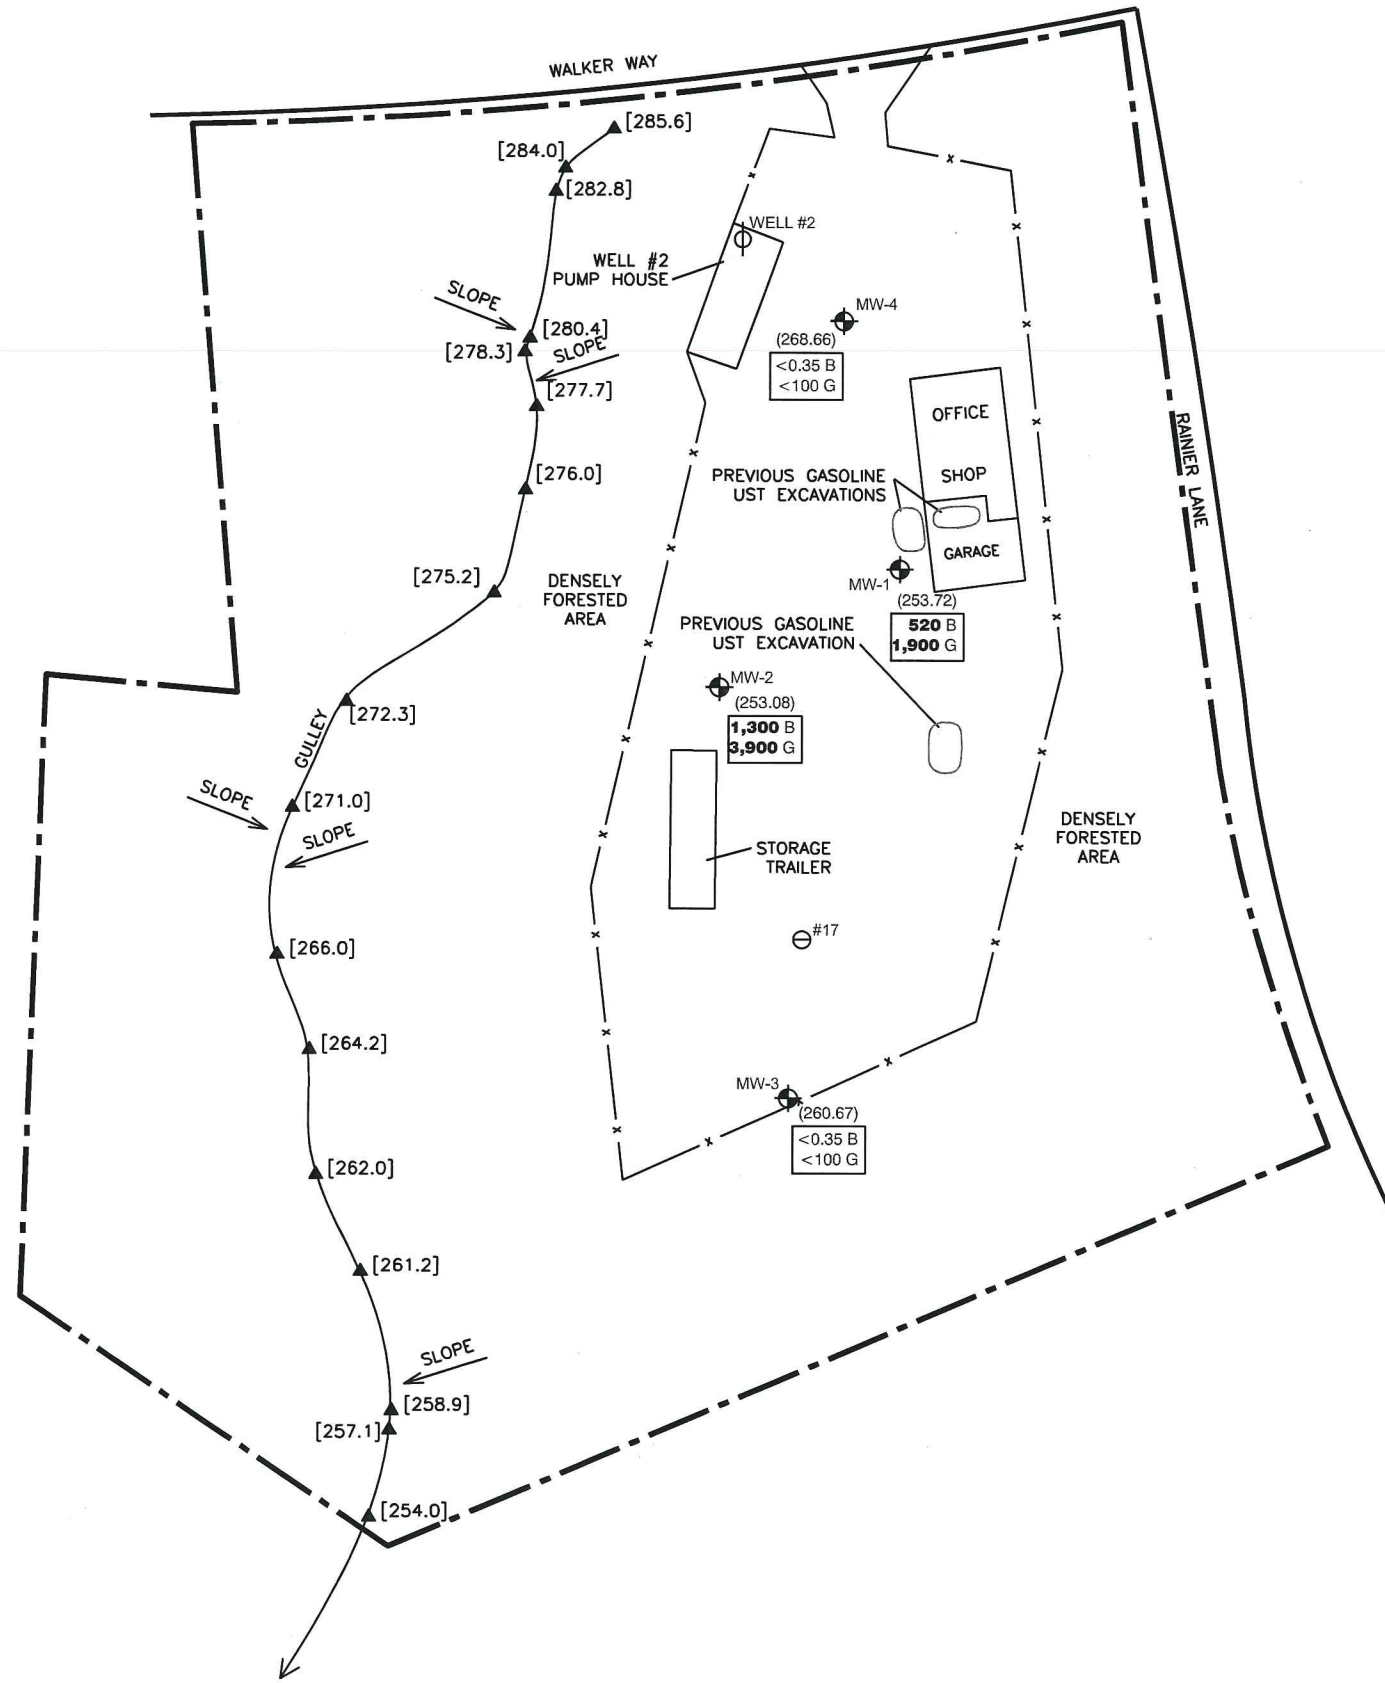 WALKER WAY
[285.6]
[284.0]
[282.8]
WELL #2
WELL #2
PUMP HOUSE
SLOPE
MW-4
[280.4]
(268.66)
[278.3]
SLOPE
<0.35 B
<100 G
[277.7]
OFFICE
RAINIER LANE
[276.0]
PREVIOUS GASOLINE
UST EXCAVATIONS
SHOP
GARAGE
[275.2]
DENSELY
FORESTED
AREA
MW-1
(253.72)
520 B
1,900 G
PREVIOUS GASOLINE
UST EXCAVATION
MW-2
(253.08)
1,300 B
3,900 G
[272.3]
GULLEY
SLOPE
[271.0]
SLOPE
DENSELY
FORESTED
AREA
STORAGE
TRAILER
#17
[266.0]
[264.2]
MW-3
(260.67)
<0.35 B
<100 G
[262.0]
[261.2]
SLOPE
[258.9]
[257.1]
[254.0]